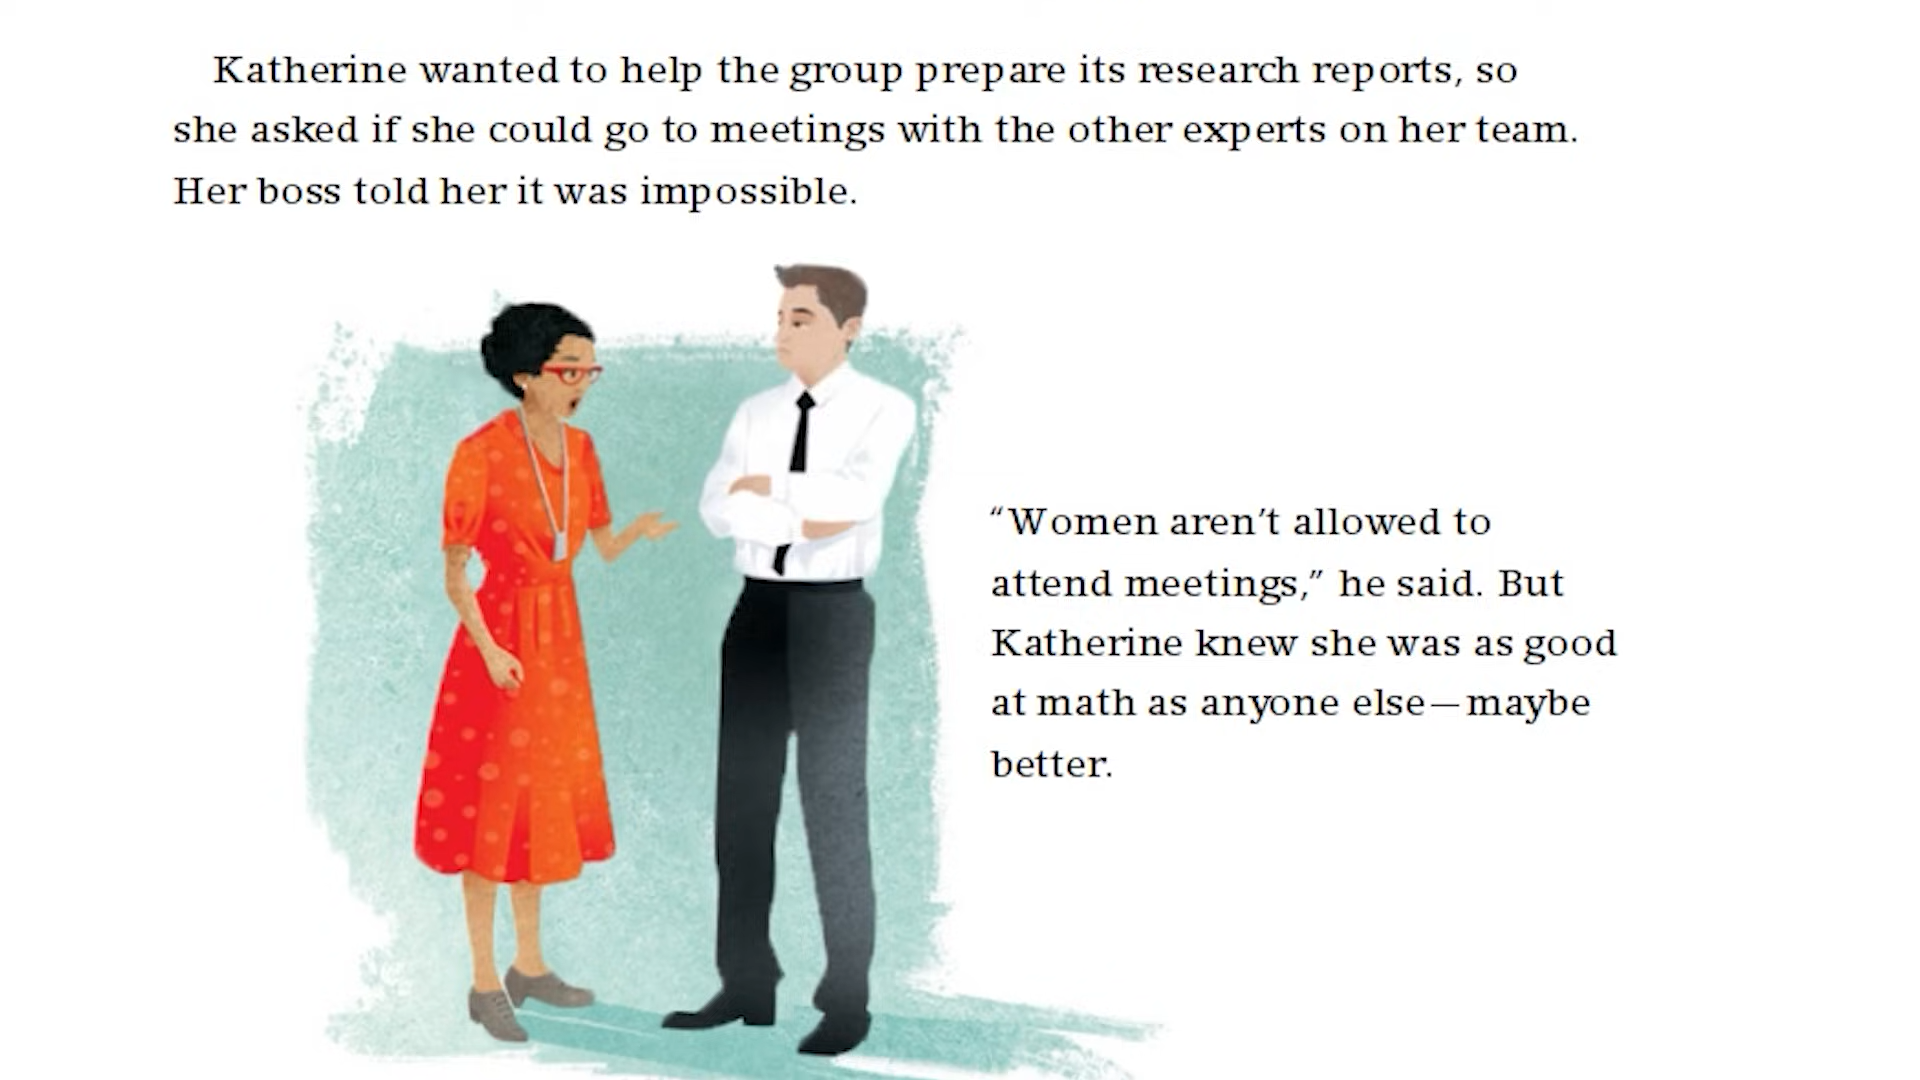 Katherine wanted to help the group prepare its research reports, so
she asked if she could go to meetings with the other experts on her team.
Her boss told her it was impossible.
“Women aren’t allowed to
attend meetings,” he said. But
Katherine knew she was as good
at math as anyone else—maybe
better.